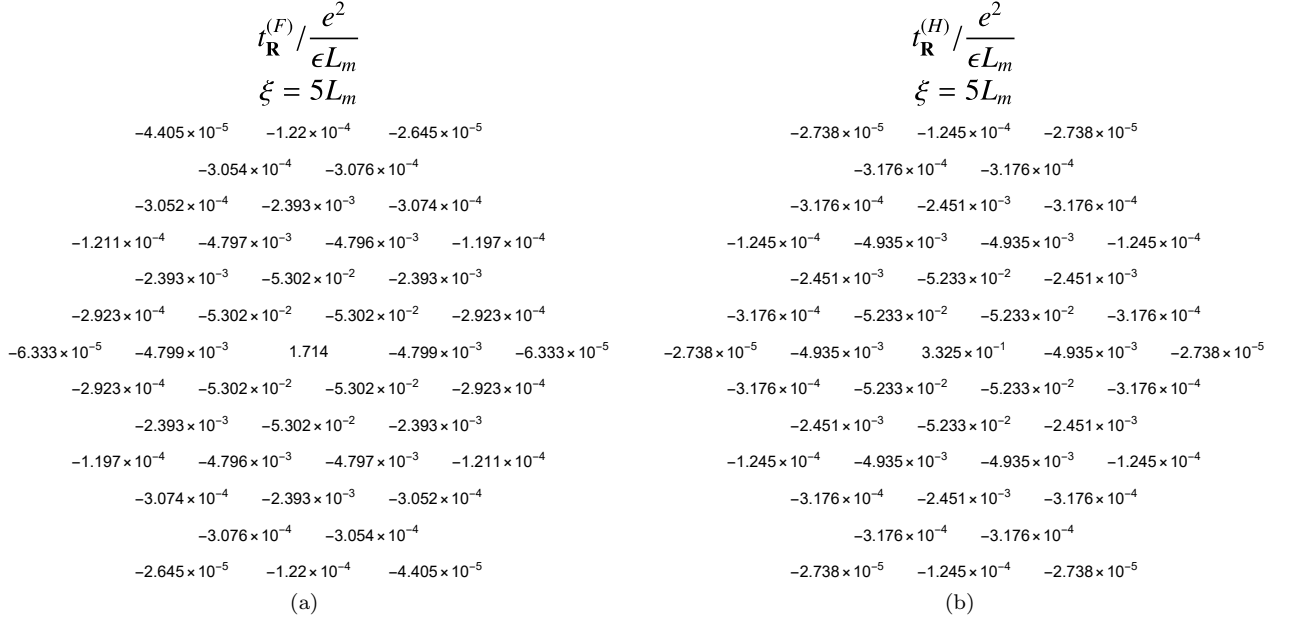 t_R^(F) / e²/(ϵL_m)    t_R^(H) / e²/(ϵL_m)
ξ = 5L_m    ξ = 5L_m
−4.405×10⁻⁵ −1.22×10⁻⁴ −2.645×10⁻⁵    −2.738×10⁻⁵ −1.245×10⁻⁴ −2.738×10⁻⁵
−3.054×10⁻⁴ −3.076×10⁻⁴    −3.176×10⁻⁴ −3.176×10⁻⁴
−3.052×10⁻⁴ −2.393×10⁻³ −3.074×10⁻⁴    −3.176×10⁻⁴ −2.451×10⁻³ −3.176×10⁻⁴
−1.211×10⁻⁴ −4.797×10⁻³ −4.796×10⁻³ −1.197×10⁻⁴    −1.245×10⁻⁴ −4.935×10⁻³ −4.935×10⁻³ −1.245×10⁻⁴
−2.393×10⁻³ −5.302×10⁻² −2.393×10⁻³    −2.451×10⁻³ −5.233×10⁻² −2.451×10⁻³
−2.923×10⁻⁴ −5.302×10⁻² −5.302×10⁻² −2.923×10⁻⁴    −3.176×10⁻⁴ −5.233×10⁻² −5.233×10⁻² −3.176×10⁻⁴
−6.333×10⁻⁵ −4.799×10⁻³ 1.714 −4.799×10⁻³ −6.333×10⁻⁵    −2.738×10⁻⁵ −4.935×10⁻³ 3.325×10⁻¹ −4.935×10⁻³ −2.738×10⁻⁵
−2.923×10⁻⁴ −5.302×10⁻² −5.302×10⁻² −2.923×10⁻⁴    −3.176×10⁻⁴ −5.233×10⁻² −5.233×10⁻² −3.176×10⁻⁴
−2.393×10⁻³ −5.302×10⁻² −2.393×10⁻³    −2.451×10⁻³ −5.233×10⁻² −2.451×10⁻³
−1.197×10⁻⁴ −4.796×10⁻³ −4.797×10⁻³ −1.211×10⁻⁴    −1.245×10⁻⁴ −4.935×10⁻³ −4.935×10⁻³ −1.245×10⁻⁴
−3.074×10⁻⁴ −2.393×10⁻³ −3.052×10⁻⁴    −3.176×10⁻⁴ −2.451×10⁻³ −3.176×10⁻⁴
−3.076×10⁻⁴ −3.054×10⁻⁴    −3.176×10⁻⁴ −3.176×10⁻⁴
−2.645×10⁻⁵ −1.22×10⁻⁴ −4.405×10⁻⁵    −2.738×10⁻⁵ −1.245×10⁻⁴ −2.738×10⁻⁵
(a)    (b)